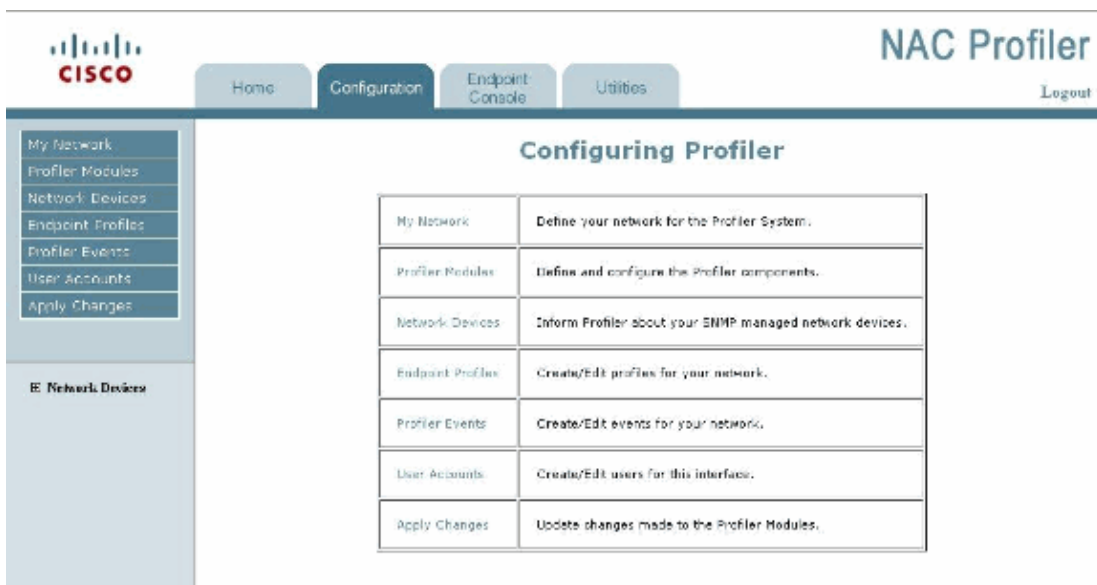 CISCO
NAC Profiler
Home
Configuration
Endpoint
Console
Utilities
Logout
My Network
Profiler Modules
Network Devices
Endpoint Profiles
Profiler Events
User Accounts
Apply Changes
Network Devices
Configuring Profiler
My Network Define your network for the Profiler System.
Profiler Modules Define and configure the Profiler components.
Network Devices Inform Profiler about your SNMP managed network devices.
Endpoint Profiles Create/Edit profiles for your network.
Profiler Events Create/Edit events for your network.
User Accounts Create/Edit users for this interface.
Apply Changes Update changes made to the Profiler Modules.